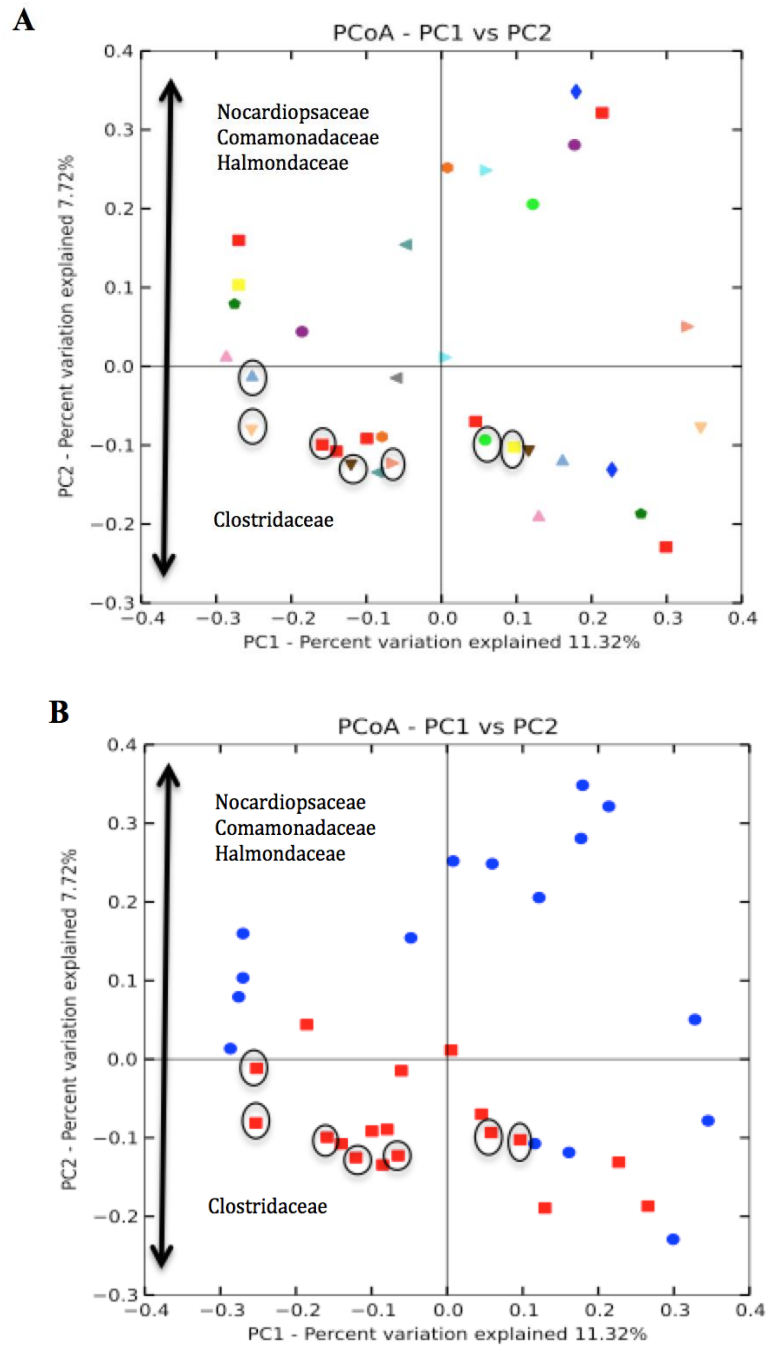 A
PCoA - PC1 vs PC2
0.4
0.3
0.2
0.1
0.0
−0.1
−0.2
−0.3
PC2 - Percent variation explained 7.72%
Nocardiopsaceae
Comamonadaceae
Halmondaceae
Clostridaceae
−0.4 −0.3 −0.2 −0.1 0.0 0.1 0.2 0.3 0.4
PC1 - Percent variation explained 11.32%
B
PCoA - PC1 vs PC2
0.4
0.3
0.2
0.1
0.0
−0.1
−0.2
−0.3
PC2 - Percent variation explained 7.72%
Nocardiopsaceae
Comamonadaceae
Halmondaceae
Clostridaceae
−0.4 −0.3 −0.2 −0.1 0.0 0.1 0.2 0.3 0.4
PC1 - Percent variation explained 11.32%